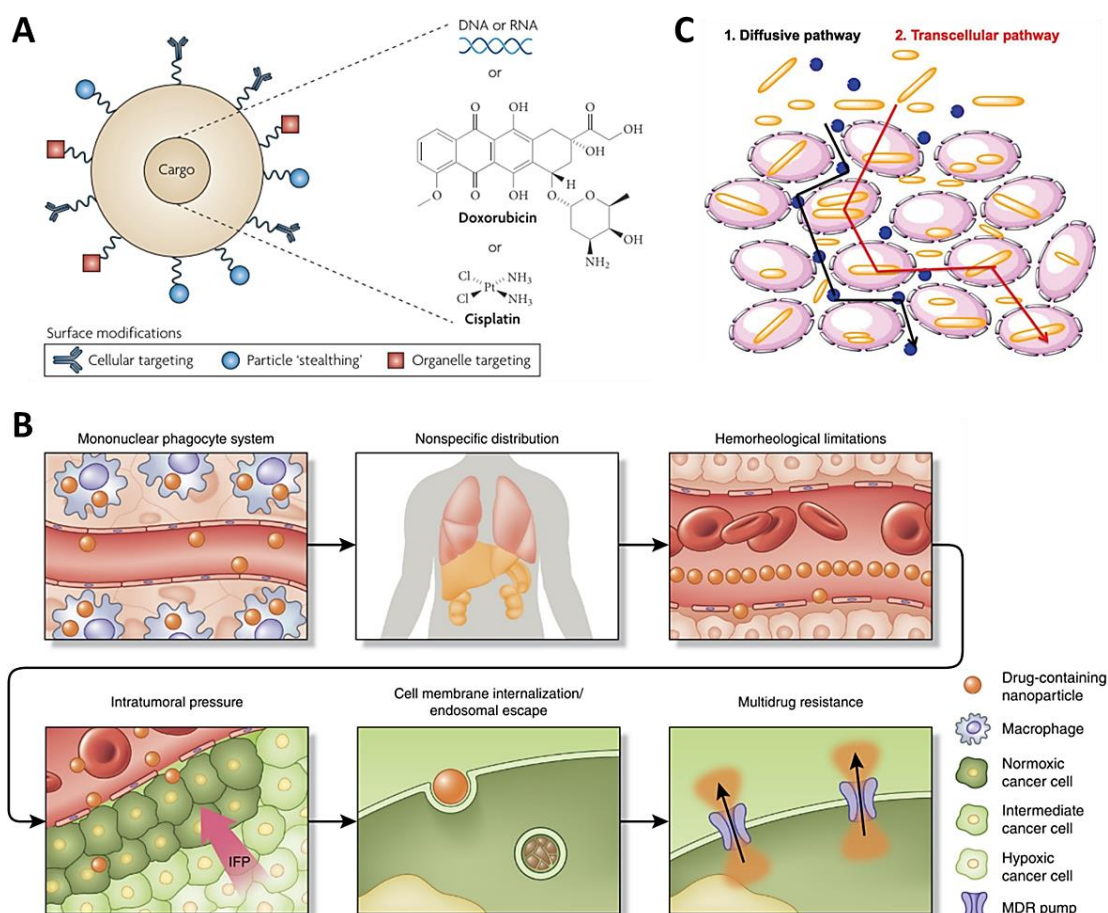 A
DNA or RNA
or
O
OH
O
OH
OH
O
O
OH
H
O
O
Doxorubicin
OH
NH2
or
Cl
NH3
Pt
Cl
NH3
Cisplatin
Cargo
Surface modifications
Cellular targeting
Particle 'stealthing'
Organelle targeting
C
1. Diffusive pathway
2. Transcellular pathway
B
Mononuclear phagocyte system
Nonspecific distribution
Hemorheological limitations
Intratumoral pressure
IFP
Cell membrane internalization/
endosomal escape
Multidrug resistance
Drug-containing
nanoparticle
Macrophage
Normoxic
cancer cell
Intermediate
cancer cell
Hypoxic
cancer cell
MDR pump